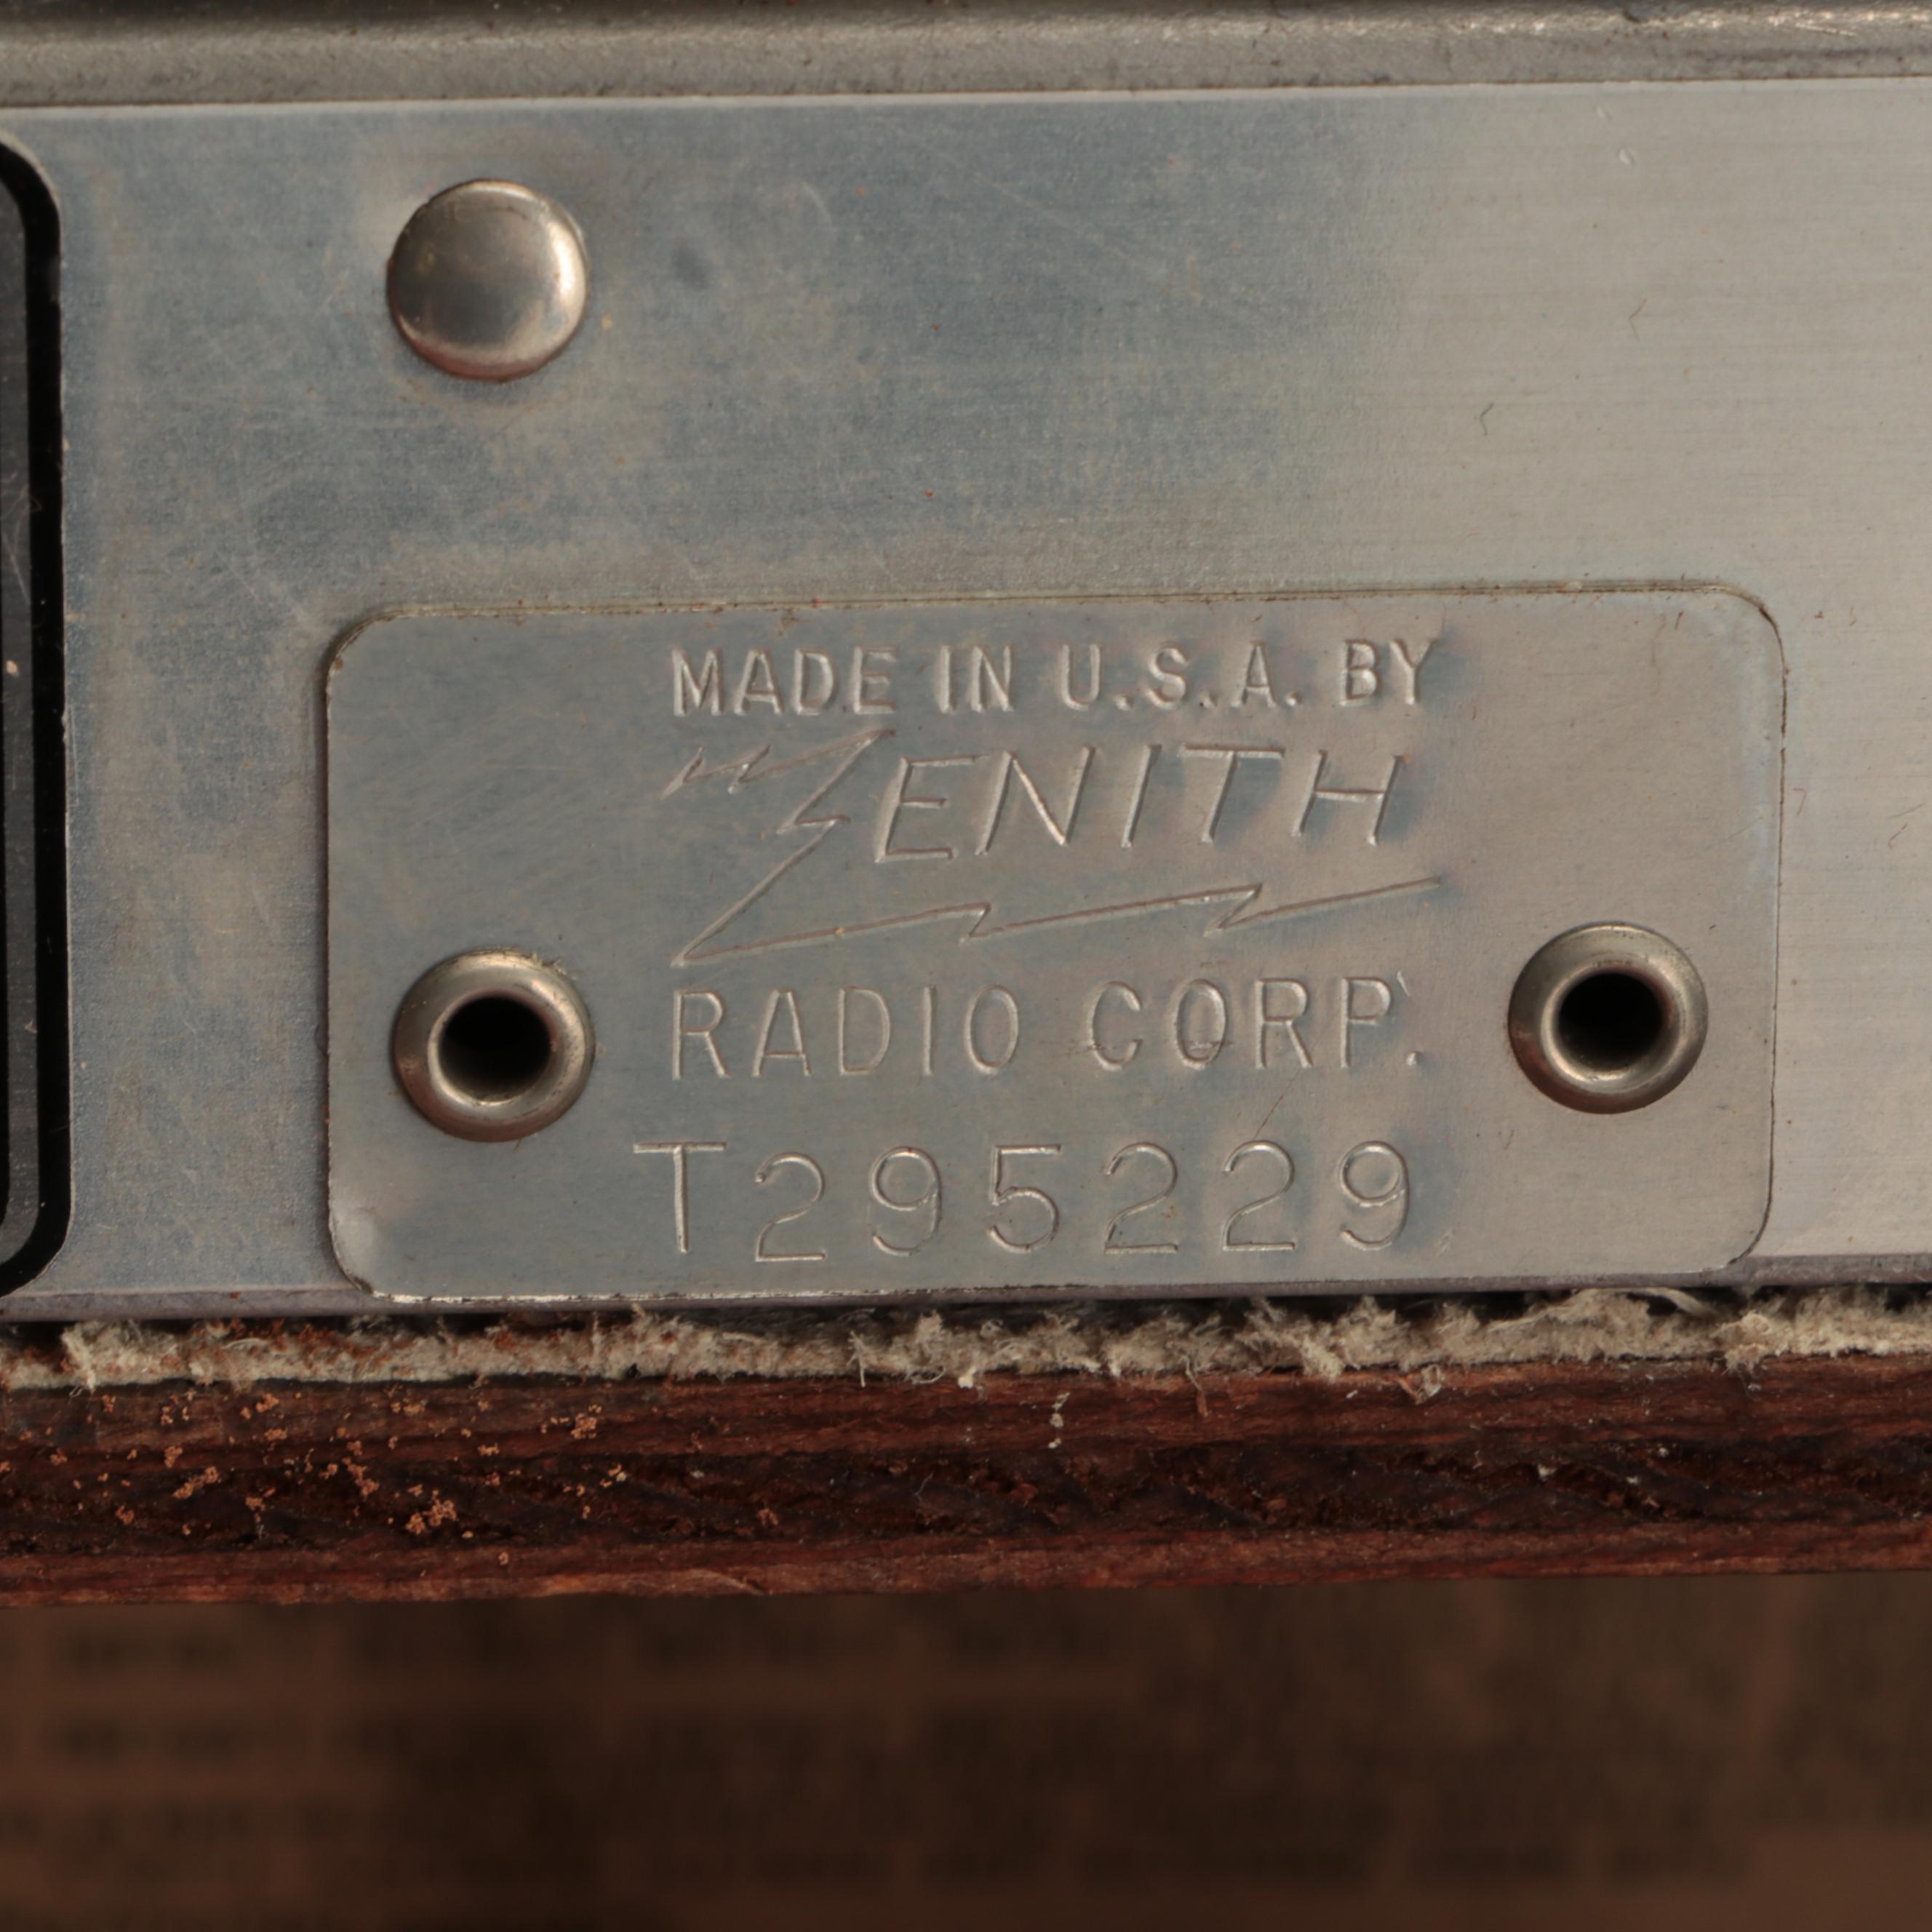 MADE IN U.S.A. BY
ZENITH
RADIO CORP.
T295229